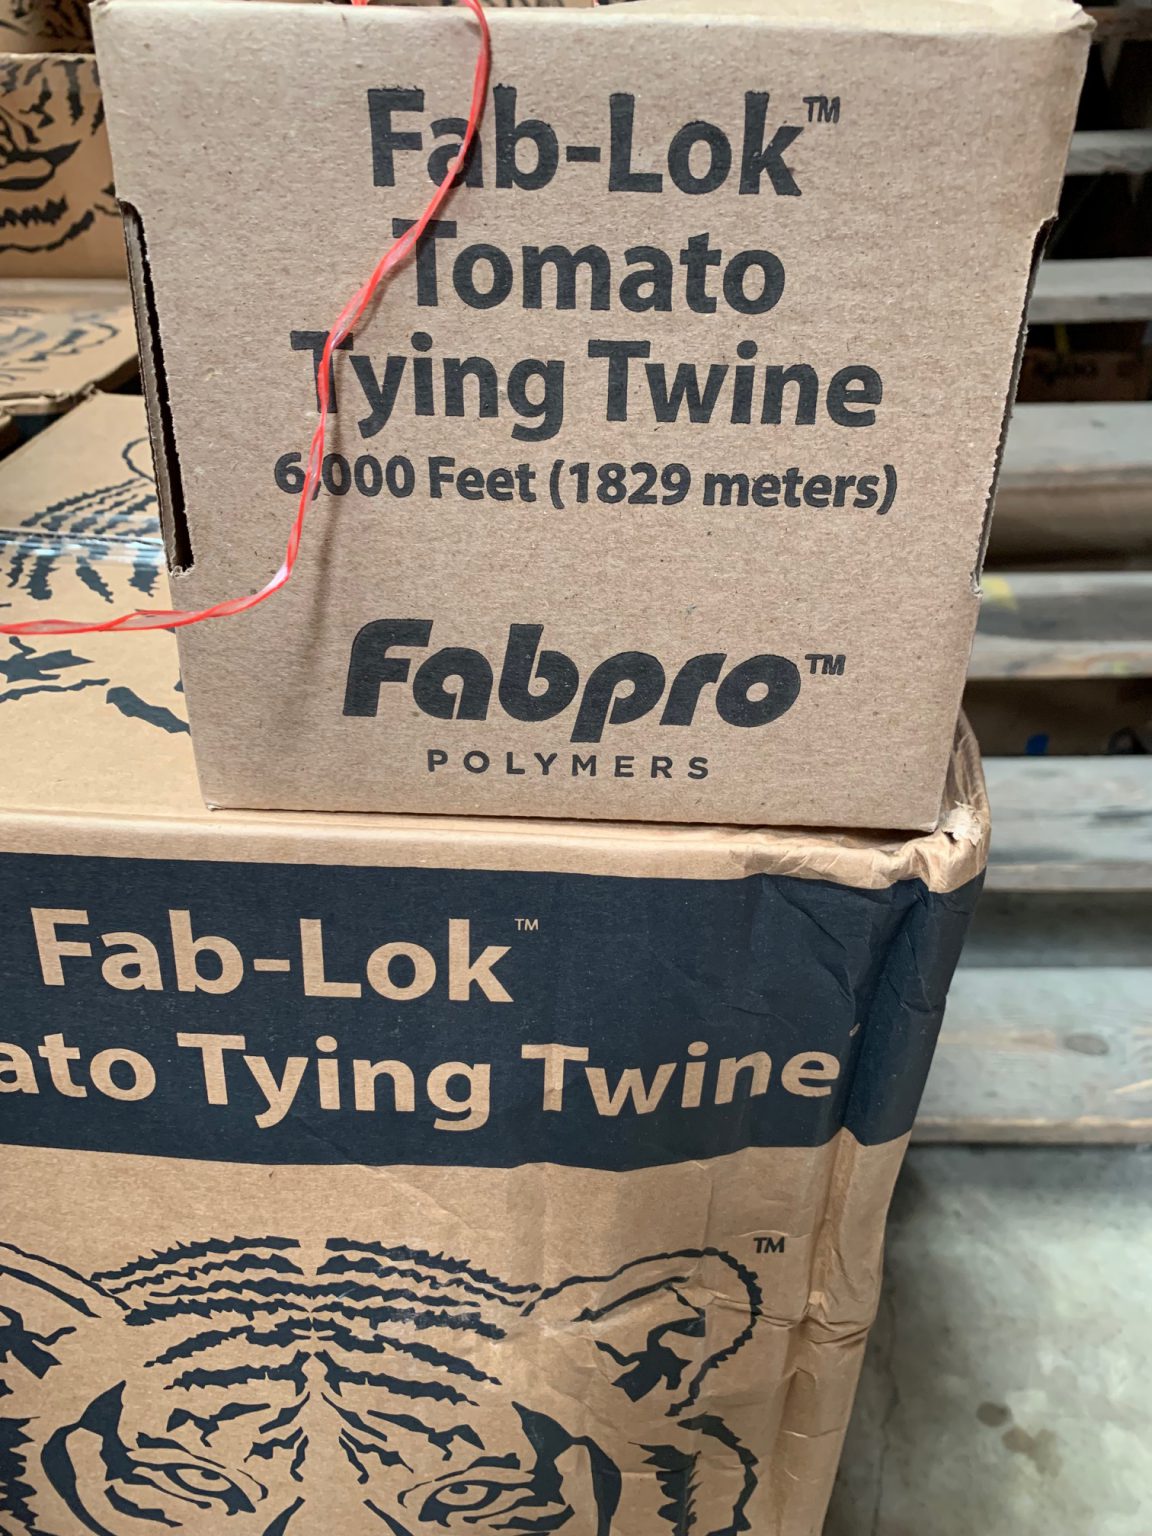 Fab-Lok™
Tomato
Tying Twine
6,000 Feet (1829 meters)
Fabpro™
POLYMERS
Fab-Lok™
ato Tying Twine
TM